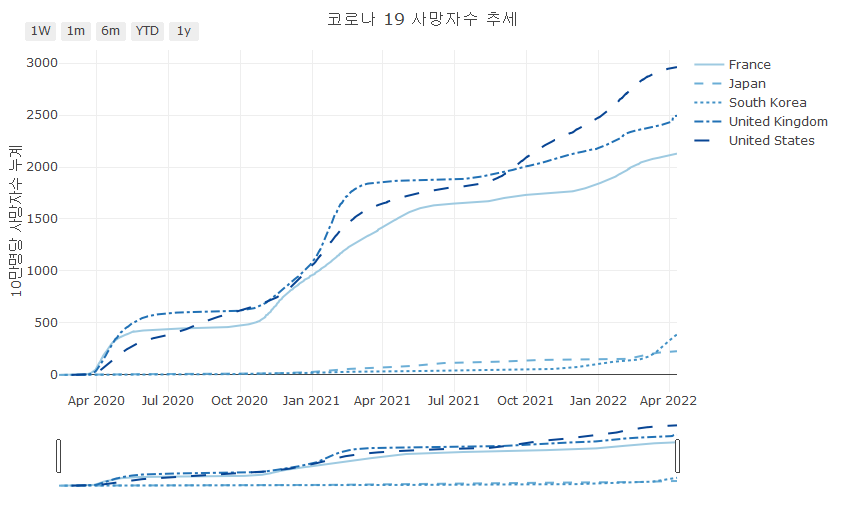 코로나 19 사망자수 추세
1W 1m 6m YTD 1y
10만명당 사망자수 누계
3000
2500
2000
1500
1000
500
0
Apr 2020 Jul 2020 Oct 2020 Jan 2021 Apr 2021 Jul 2021 Oct 2021 Jan 2022 Apr 2022
France
Japan
South Korea
United Kingdom
United States